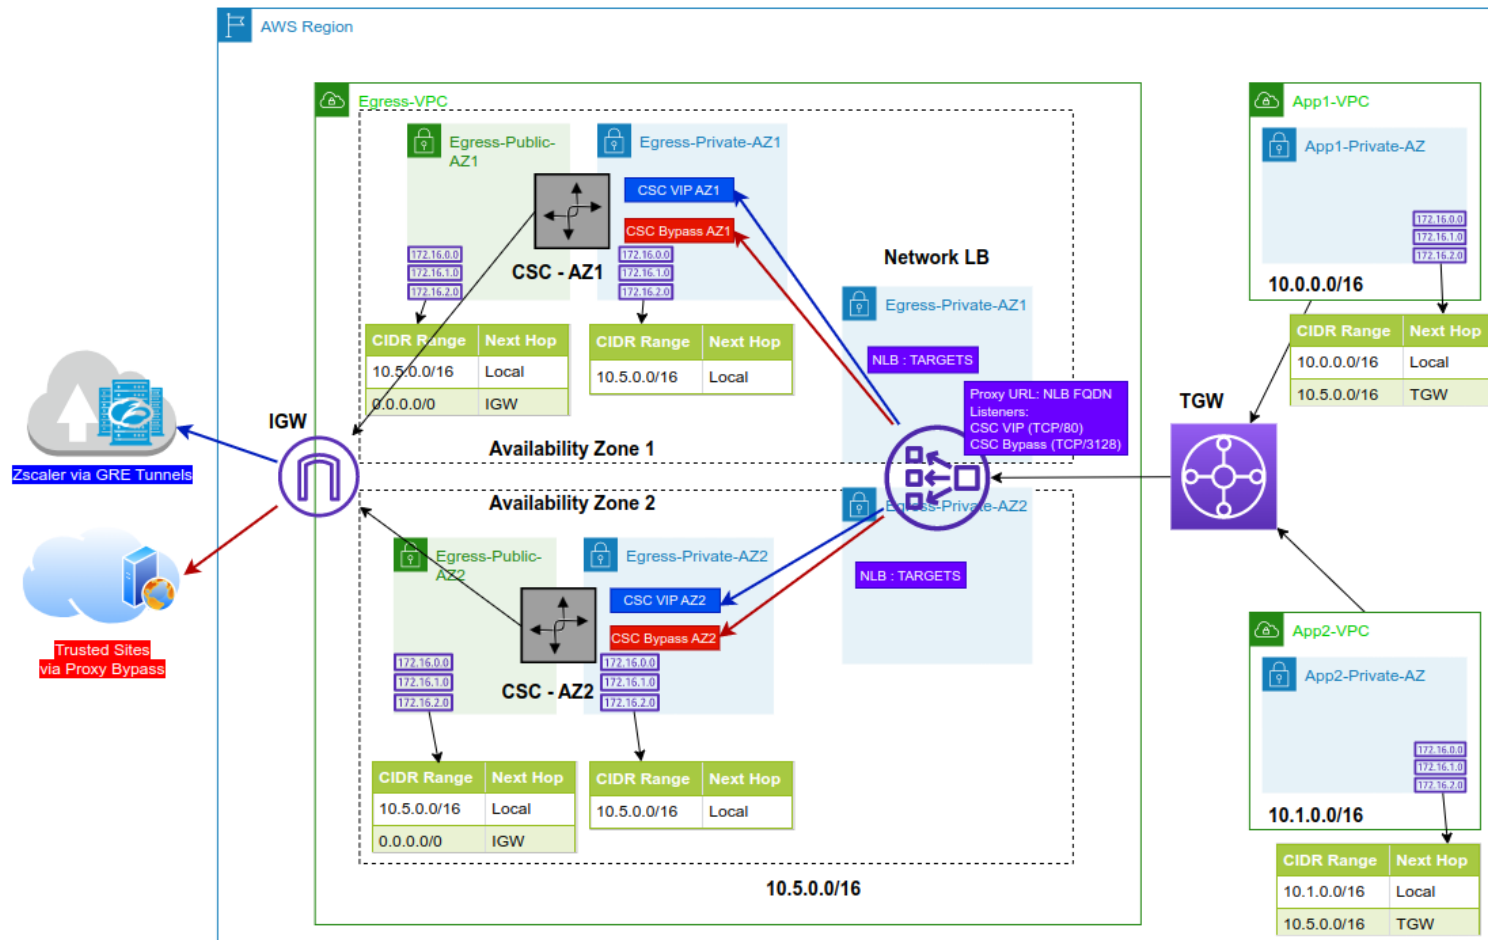 AWS Region
Egress-VPC
Egress-Public-
AZ1
Egress-Private-AZ1
CSC VIP AZ1
CSC Bypass AZ1
172.16.0.0
172.16.1.0
172.16.2.0
CSC - AZ1
172.16.0.0
172.16.1.0
172.16.2.0
CIDR Range Next Hop
10.5.0.0/16 Local
0.0.0.0/0 IGW
CIDR Range Next Hop
10.5.0.0/16 Local
Network LB
Egress-Private-AZ1
NLB : TARGETS
Proxy URL: NLB FQDN
Listeners:
CSC VIP (TCP/80)
CSC Bypass (TCP/3128)
Availability Zone 1
IGW
Zscaler via GRE Tunnels
Trusted Sites
via Proxy Bypass
Availability Zone 2
Egress-Private-AZ2
NLB : TARGETS
Egress-Public-
AZ2
Egress-Private-AZ2
CSC VIP AZ2
CSC Bypass AZ2
172.16.0.0
172.16.1.0
172.16.2.0
CSC - AZ2
172.16.0.0
172.16.1.0
172.16.2.0
CIDR Range Next Hop
10.5.0.0/16 Local
0.0.0.0/0 IGW
CIDR Range Next Hop
10.5.0.0/16 Local
10.5.0.0/16
App1-VPC
App1-Private-AZ
172.16.0.0
172.16.1.0
172.16.2.0
10.0.0.0/16
CIDR Range Next Hop
10.0.0.0/16 Local
10.5.0.0/16 TGW
TGW
App2-VPC
App2-Private-AZ
172.16.0.0
172.16.1.0
172.16.2.0
10.1.0.0/16
CIDR Range Next Hop
10.1.0.0/16 Local
10.5.0.0/16 TGW